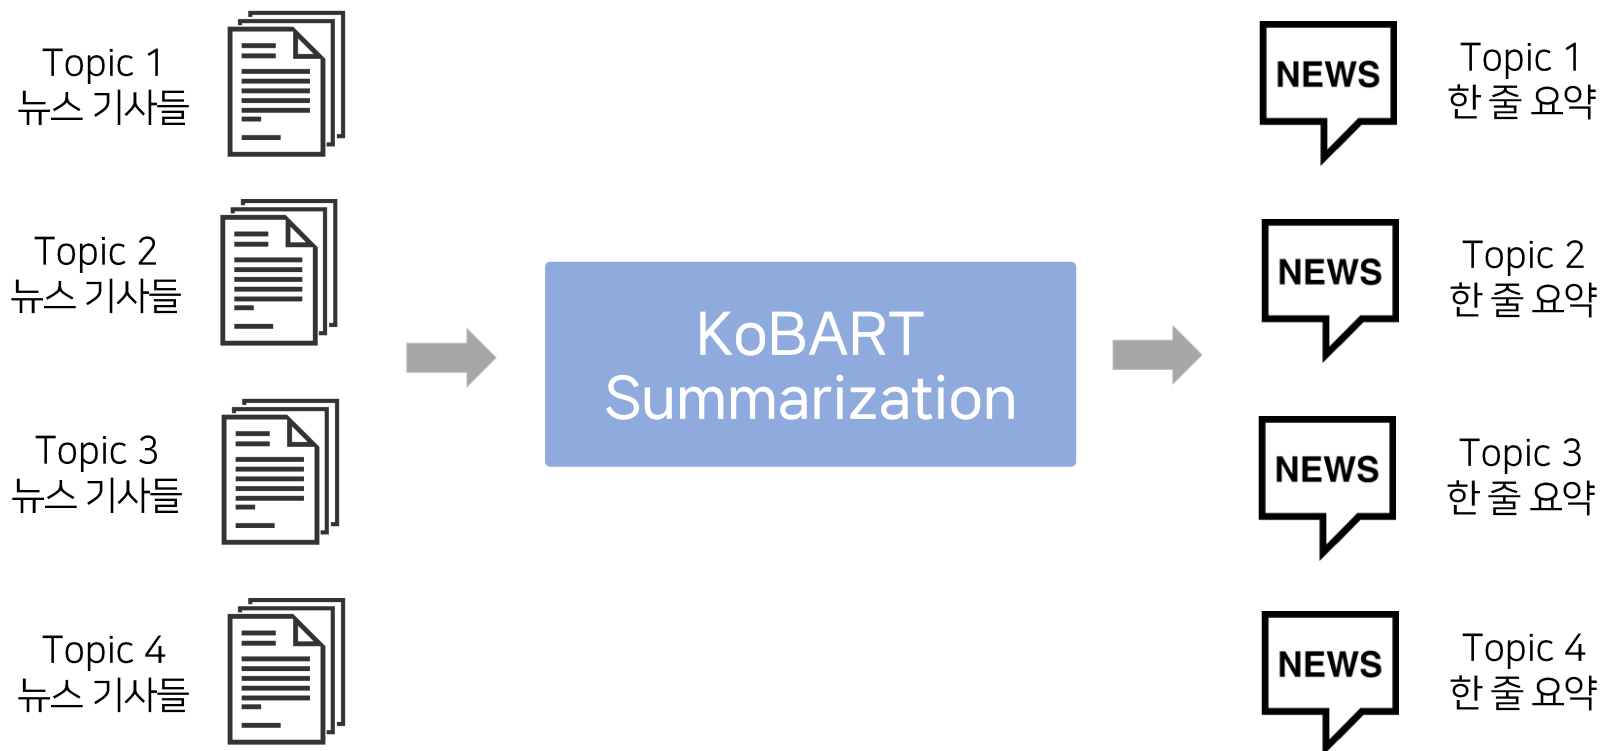 Topic 1
뉴스 기사들
Topic 2
뉴스 기사들
Topic 3
뉴스 기사들
Topic 4
뉴스 기사들
KoBART
Summarization
NEWS
Topic 1
한 줄 요약
NEWS
Topic 2
한 줄 요약
NEWS
Topic 3
한 줄 요약
NEWS
Topic 4
한 줄 요약